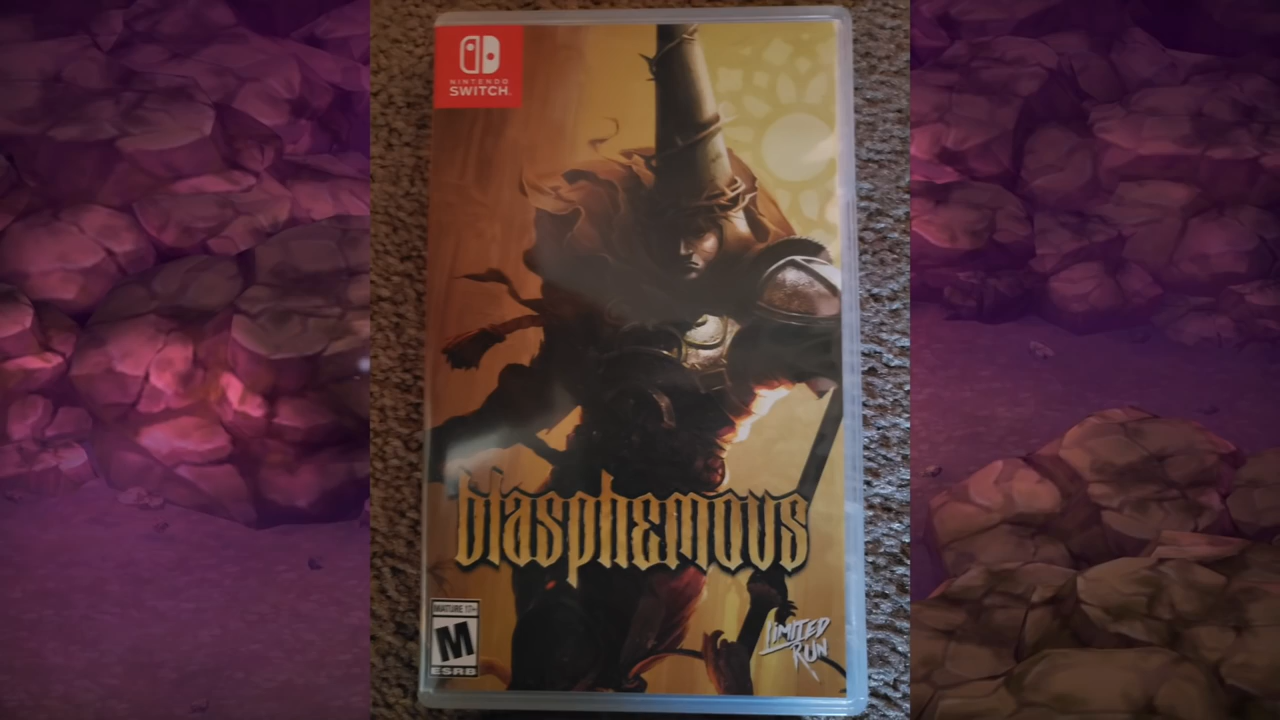 NINTENDO
SWITCH.
blasphemous
MATURE 17+
M
ESRB
LIMITED
RUN